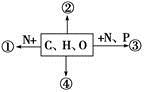 ②
① N+ C、H、O +N、P ③
④